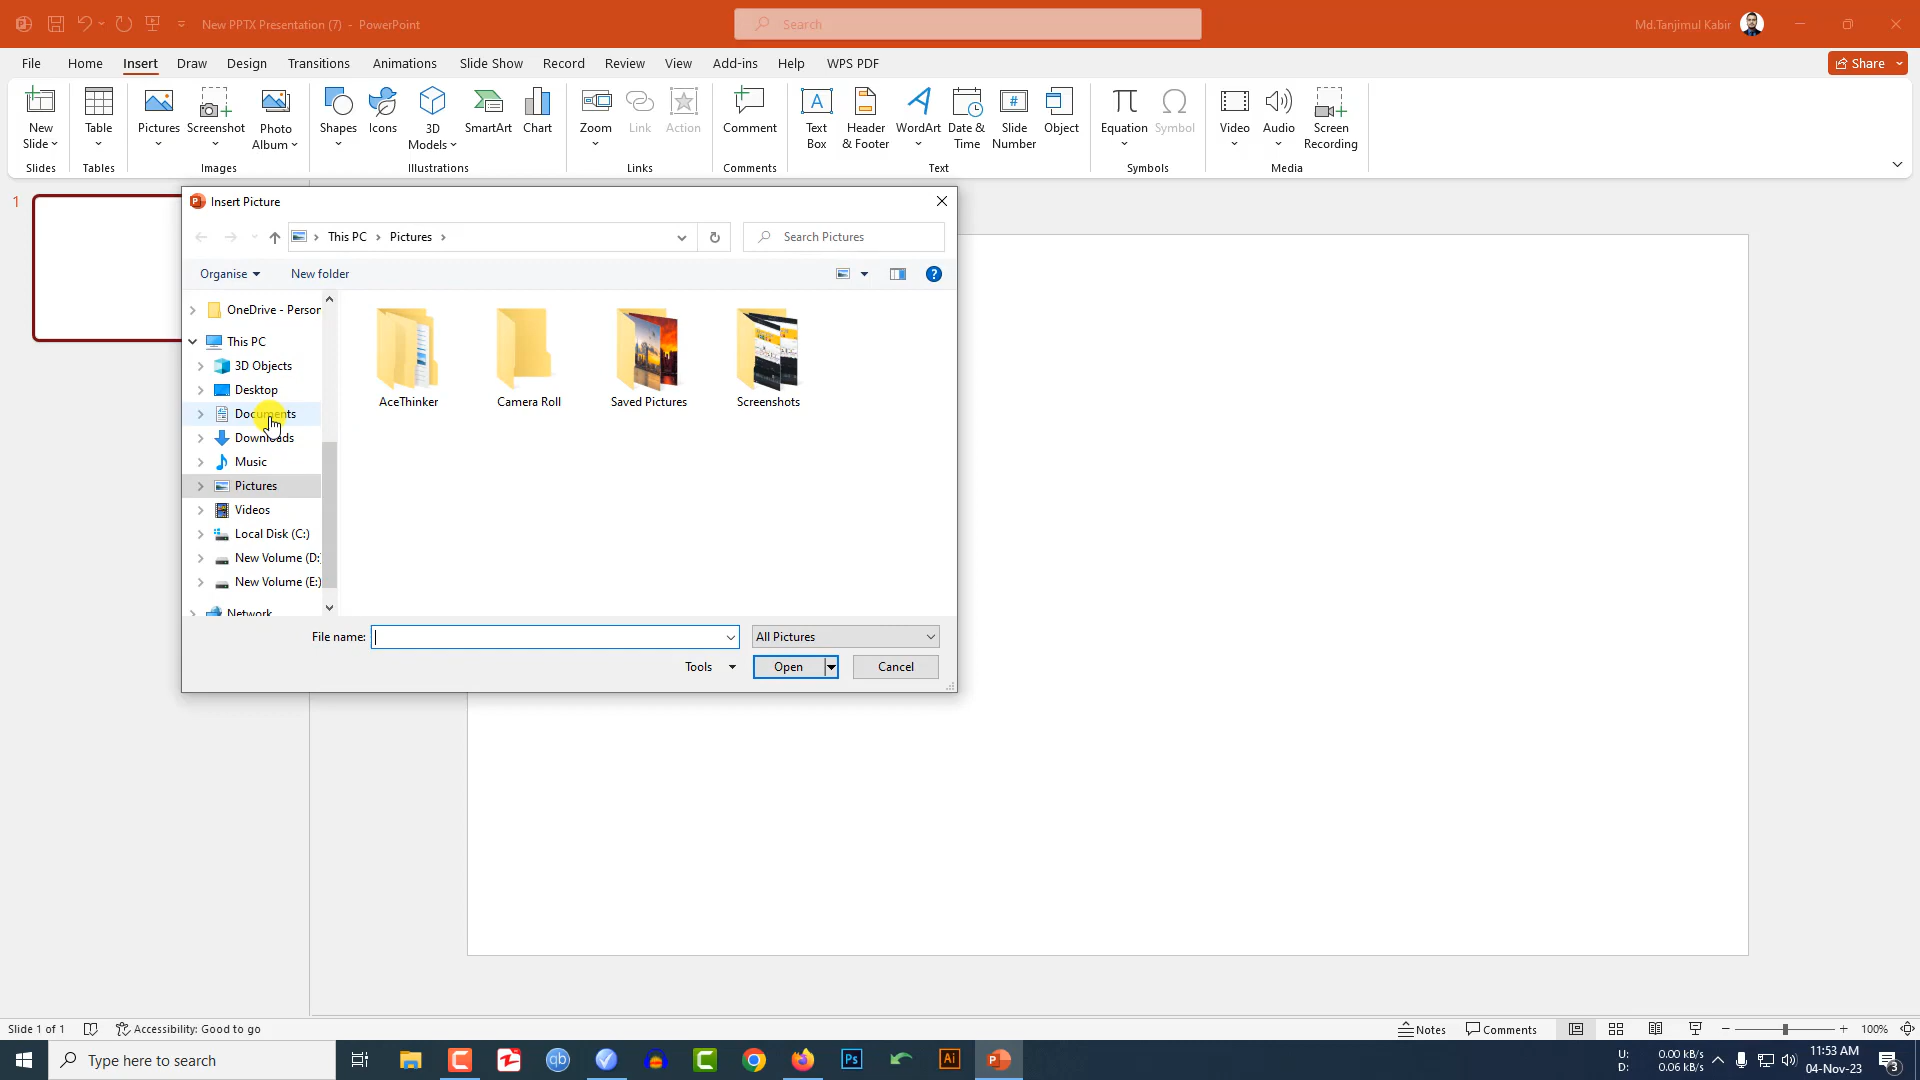 New PPTX Presentation (7) - PowerPoint
Search
Md.Tanjimul Kabir
File Home Insert Draw Design Transitions Animations Slide Show Record Review View Add-ins Help WPS PDF
Share
New Slide
Table
Pictures
Screenshot
Photo Album
Shapes
Icons
3D Models
SmartArt
Chart
Zoom
Link
Action
Comment
Text Box
Header & Footer
WordArt
Date & Time
Slide Number
Object
Equation
Symbol
Video
Audio
Screen Recording
Slides Tables Images Illustrations Links Comments Text Symbols Media
1
Insert Picture
This PC > Pictures >
Search Pictures
Organise
New folder
OneDrive - Person
This PC
3D Objects
Desktop
Documents
Downloads
Music
Pictures
Videos
Local Disk (C:)
New Volume (D:
New Volume (E:)
Network
AceThinker
Camera Roll
Saved Pictures
Screenshots
File name:
All Pictures
Tools
Open
Cancel
Slide 1 of 1
Accessibility: Good to go
Notes
Comments
100%
Type here to search
U: 0.00 kB/s
D: 0.06 kB/s
11:53 AM
04-Nov-23
3